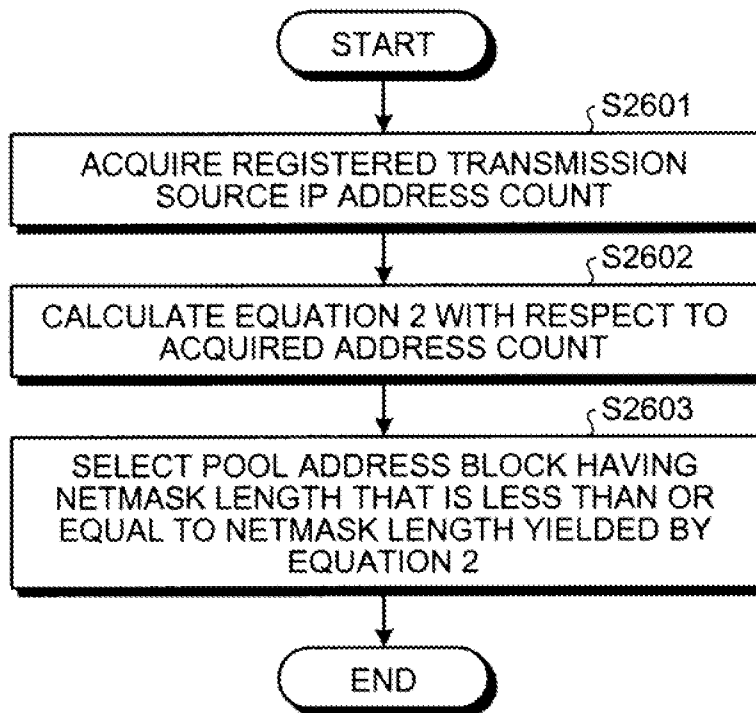 START
S2601
ACQUIRE REGISTERED TRANSMISSION
SOURCE IP ADDRESS COUNT
S2602
CALCULATE EQUATION 2 WITH RESPECT TO
ACQUIRED ADDRESS COUNT
S2603
SELECT POOL ADDRESS BLOCK HAVING
NETMASK LENGTH THAT IS LESS THAN OR
EQUAL TO NETMASK LENGTH YIELDED BY
EQUATION 2
END